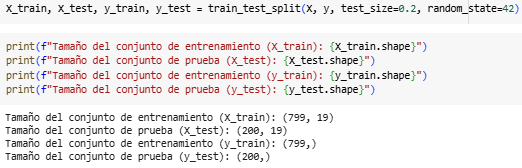 X_train, X_test, y_train, y_test = train_test_split(X, y, test_size=0.2, random_state=42)
print(f"Tamaño del conjunto de entrenamiento (X_train): {X_train.shape}")
print(f"Tamaño del conjunto de prueba (X_test): {X_test.shape}")
print(f"Tamaño del conjunto de entrenamiento (y_train): {y_train.shape}")
print(f"Tamaño del conjunto de prueba (y_test): {y_test.shape}")
Tamaño del conjunto de entrenamiento (X_train): (799, 19)
Tamaño del conjunto de prueba (X_test): (200, 19)
Tamaño del conjunto de entrenamiento (y_train): (799,)
Tamaño del conjunto de prueba (y_test): (200,)